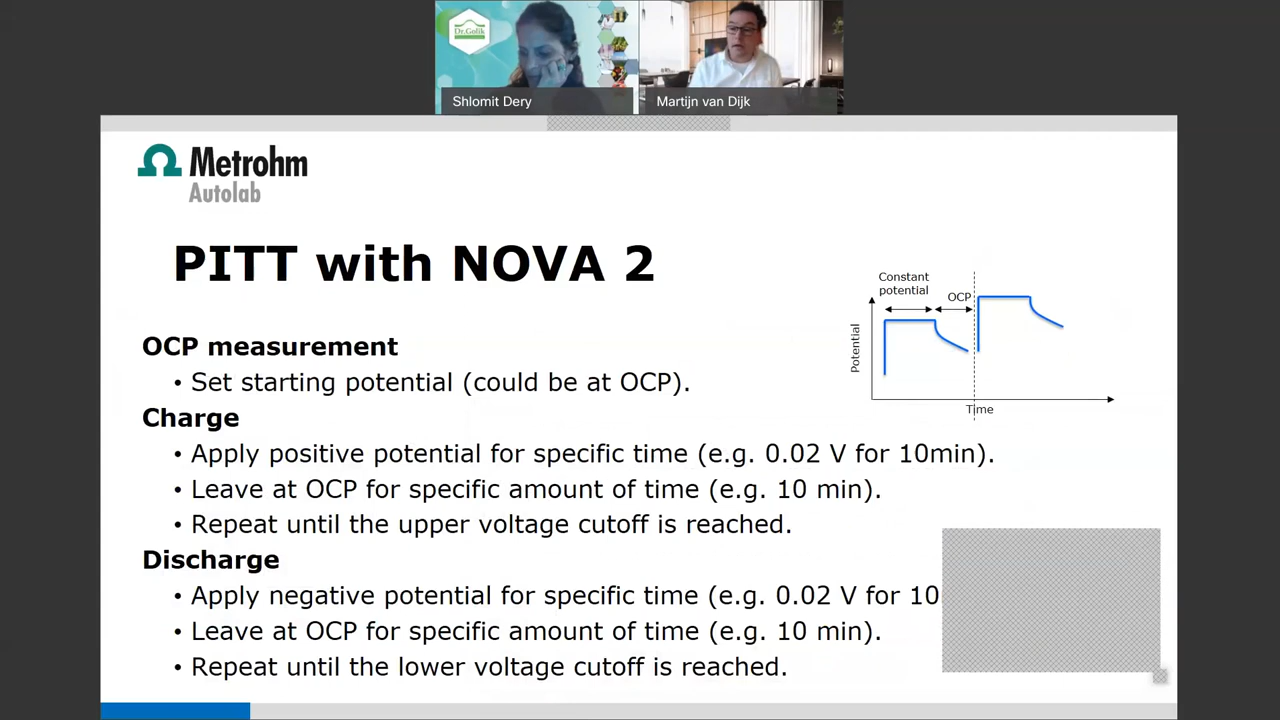 Dr.Golik
Shlomit Dery
Martijn van Dijk
Metrohm
Autolab
PITT with NOVA 2
Constant
potential
OCP
Potential
Time
OCP measurement
• Set starting potential (could be at OCP).
Charge
• Apply positive potential for specific time (e.g. 0.02 V for 10min).
• Leave at OCP for specific amount of time (e.g. 10 min).
• Repeat until the upper voltage cutoff is reached.
Discharge
• Apply negative potential for specific time (e.g. 0.02 V for 10
• Leave at OCP for specific amount of time (e.g. 10 min).
• Repeat until the lower voltage cutoff is reached.